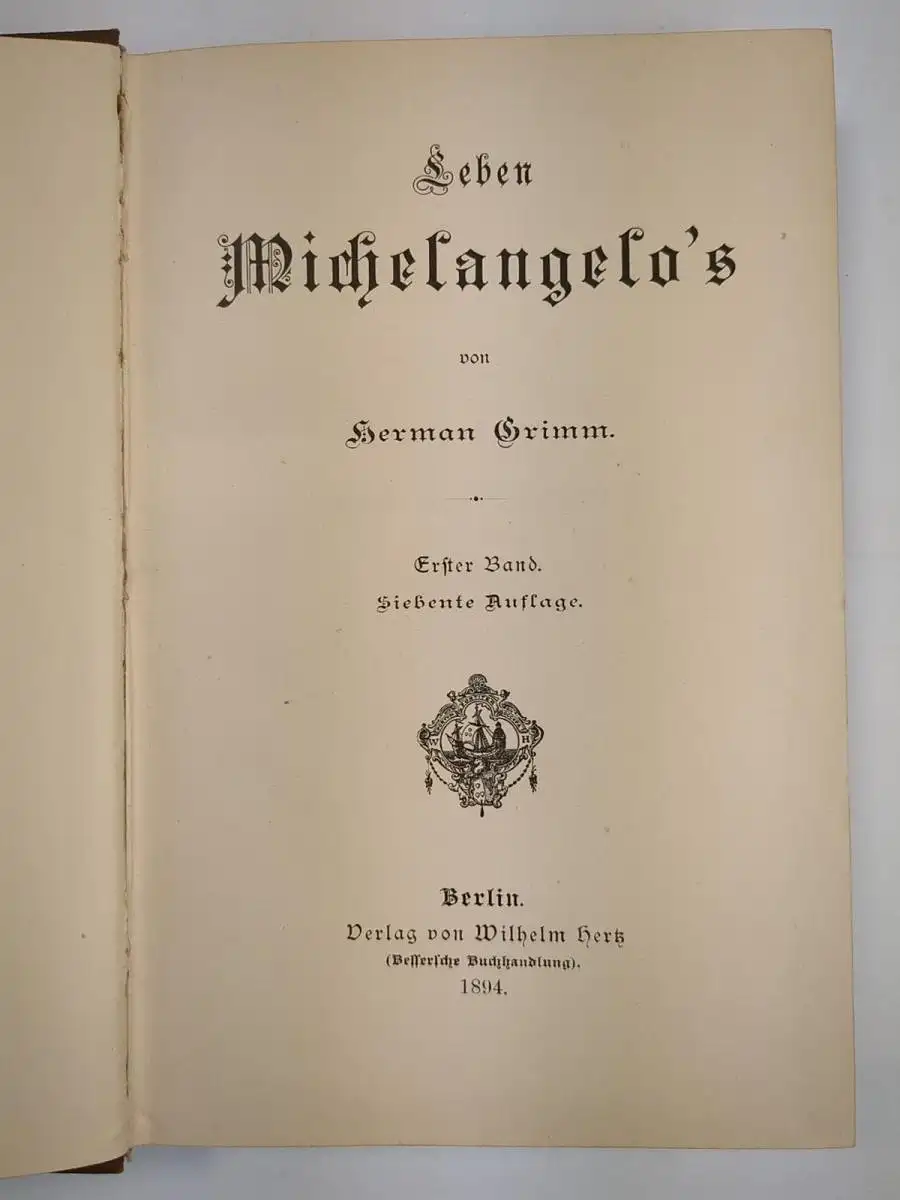 Leben
Michelangelo's
von
Herman Grimm.
Erster Band.
Siebente Auflage.
W H
Berlin.
Verlag von Wilhelm Hertz
(Bessersche Buchhandlung).
1894.